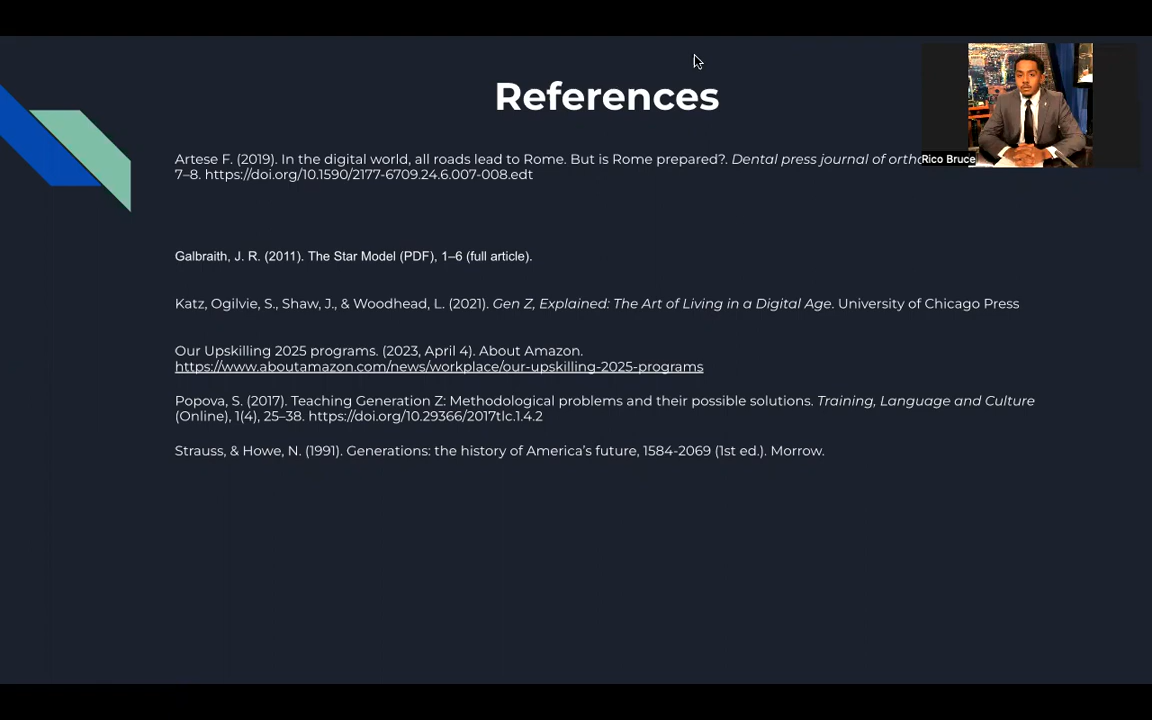 References
Artese F. (2019). In the digital world, all roads lead to Rome. But is Rome prepared?. Dental press journal of
7–8. https://doi.org/10.1590/2177-6709.24.6.007-008.edt
Rico Bruce
Galbraith, J. R. (2011). The Star Model (PDF), 1–6 (full article).
Katz, Ogilvie, S., Shaw, J., & Woodhead, L. (2021). Gen Z, Explained: The Art of Living in a Digital Age. University of Chicago Press
Our Upskilling 2025 programs. (2023, April 4). About Amazon.
https://www.aboutamazon.com/news/workplace/our-upskilling-2025-programs
Popova, S. (2017). Teaching Generation Z: Methodological problems and their possible solutions. Training, Language and Culture
(Online), 1(4), 25–38. https://doi.org/10.29366/2017tlc.1.4.2
Strauss, & Howe, N. (1991). Generations: the history of America’s future, 1584-2069 (1st ed.). Morrow.